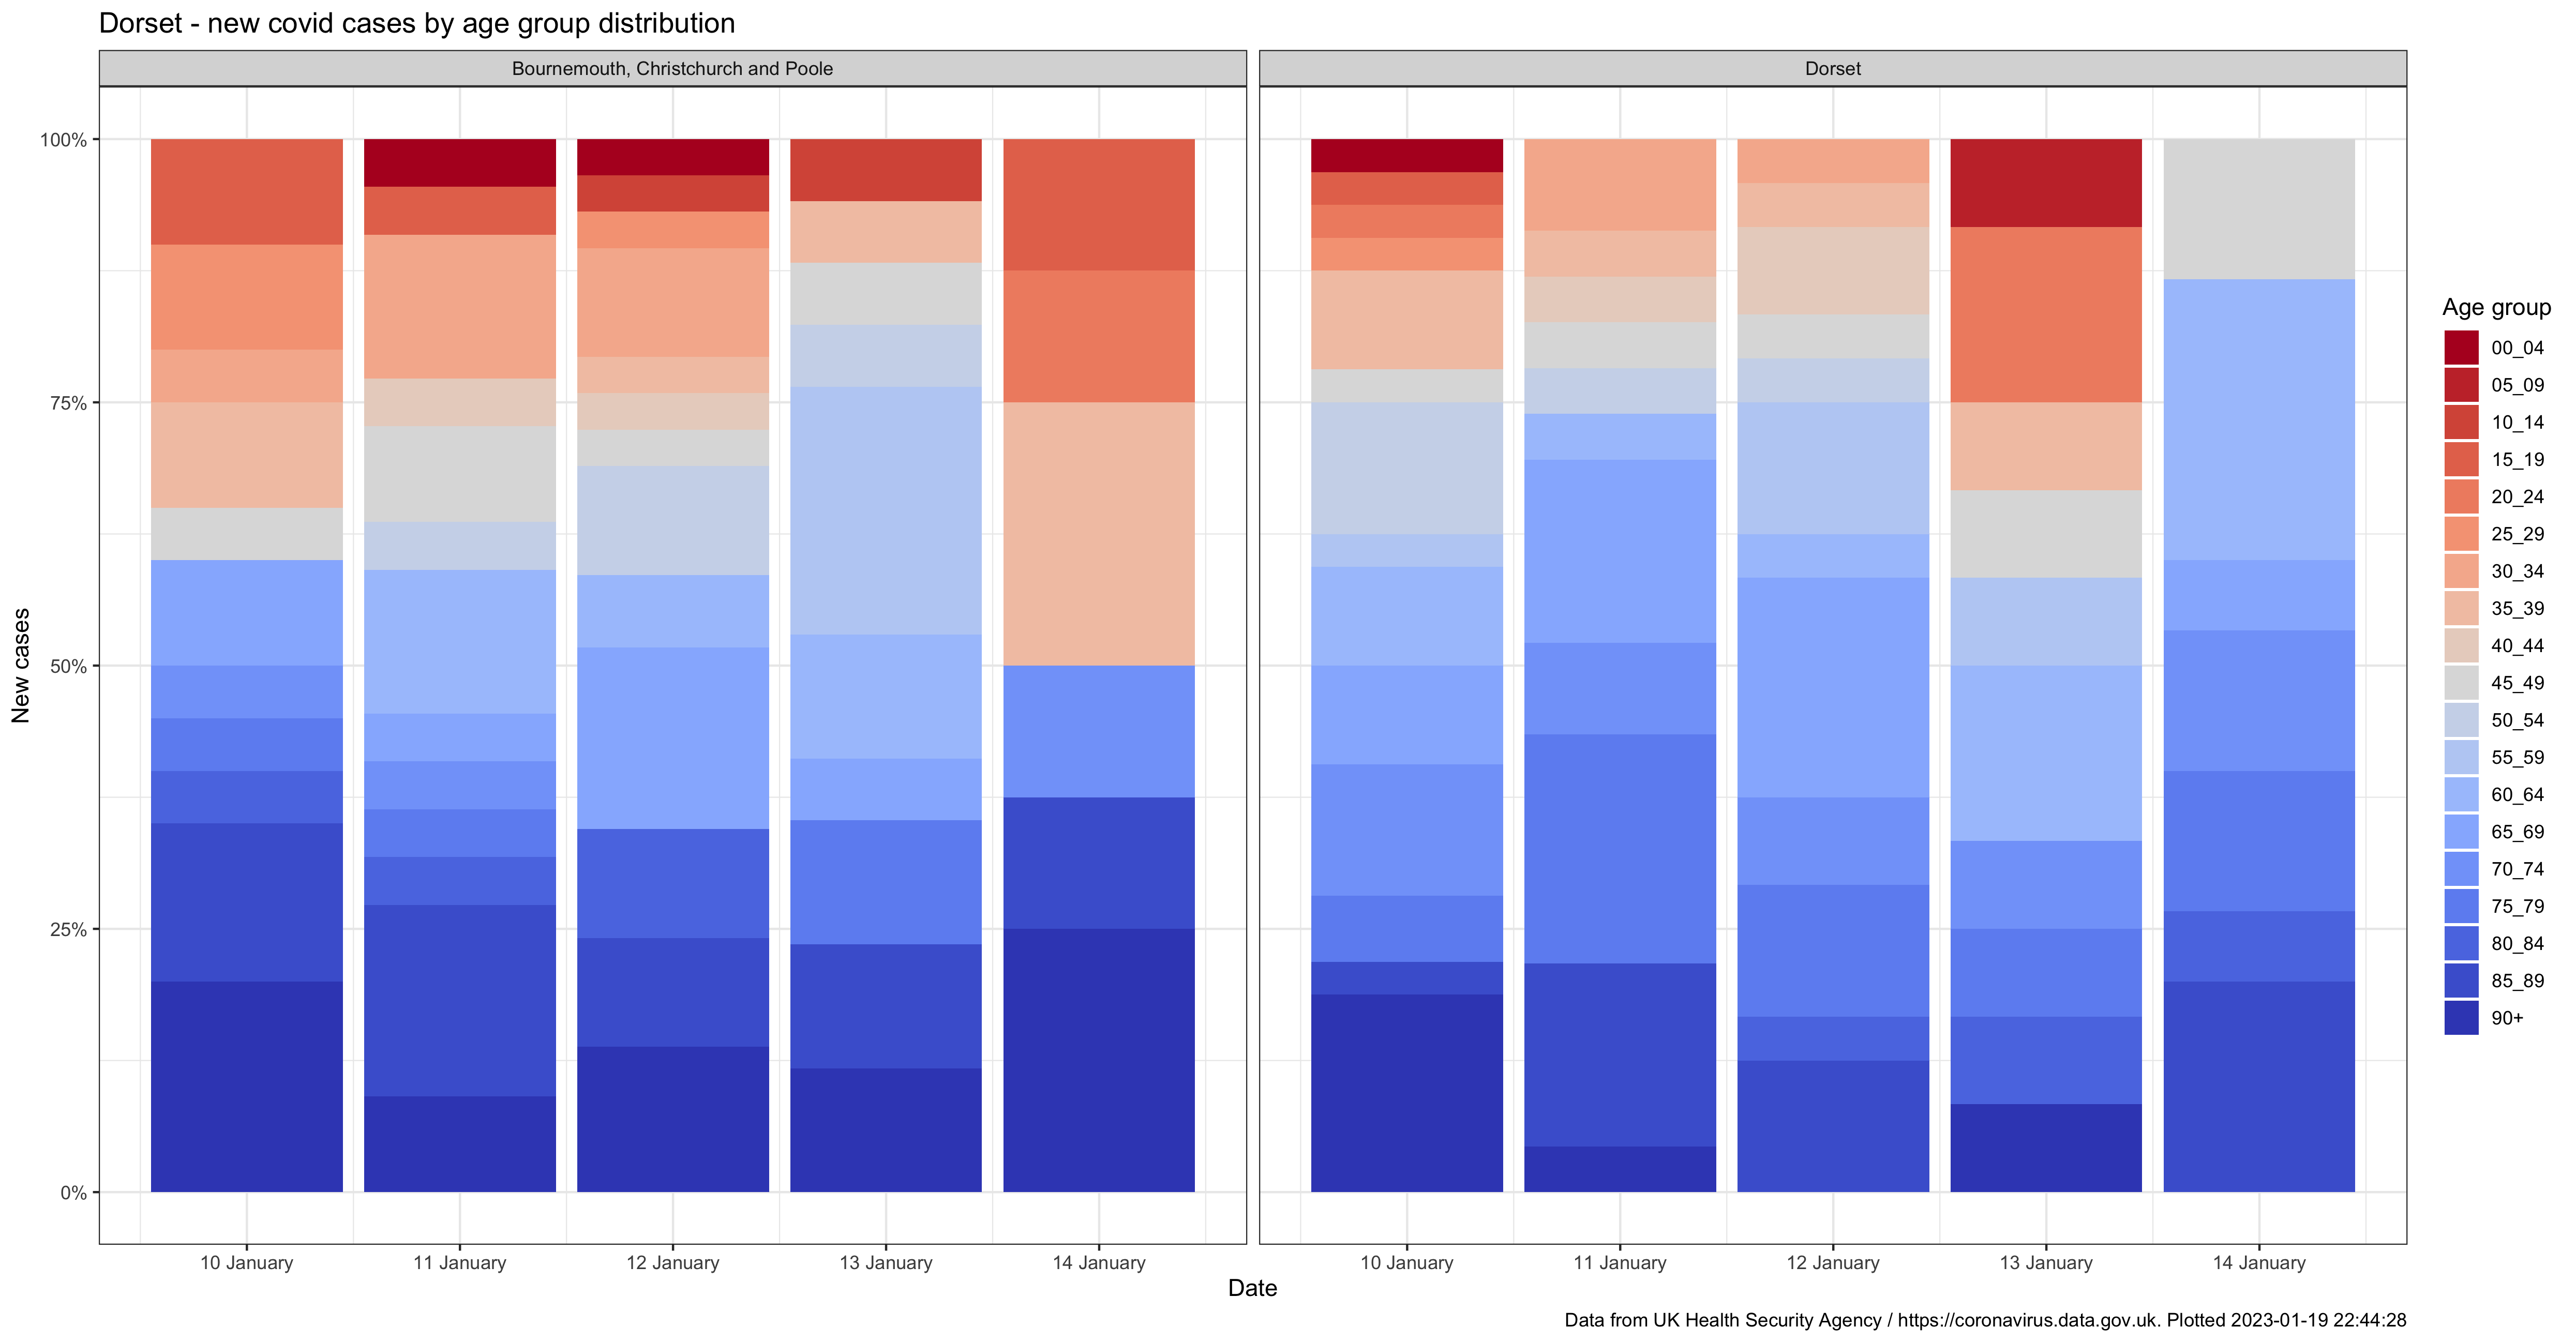 Dorset - new covid cases by age group distribution
Bournemouth, Christchurch and Poole
Dorset
100%
75%
50%
25%
0%
New cases
10 January
11 January
12 January
13 January
14 January
10 January
11 January
12 January
13 January
14 January
Date
Age group
00_04
05_09
10_14
15_19
20_24
25_29
30_34
35_39
40_44
45_49
50_54
55_59
60_64
65_69
70_74
75_79
80_84
85_89
90+
Data from UK Health Security Agency / https://coronavirus.data.gov.uk. Plotted 2023-01-19 22:44:28